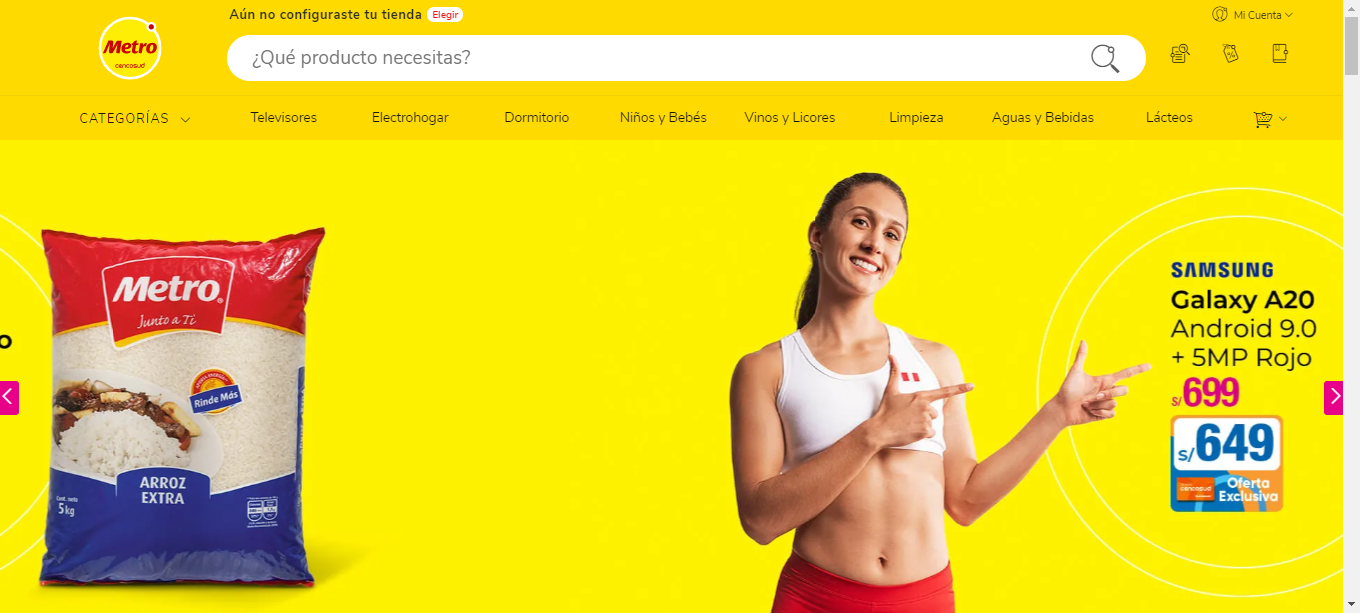 Aún no configuraste tu tienda Elegir
Mi Cuenta
Metro
cencosud
¿Qué producto necesitas?
CATEGORÍAS
Televisores
Electrohogar
Dormitorio
Niños y Bebés
Vinos y Licores
Limpieza
Aguas y Bebidas
Lácteos
o
Metro
Junto a Ti
Rinde Más
ARROZ
EXTRA
Cont. neto
5kg
SAMSUNG
Galaxy A20
Android 9.0
+ 5MP Rojo
S/699
S/649
cencosud
Oferta
Exclusiva